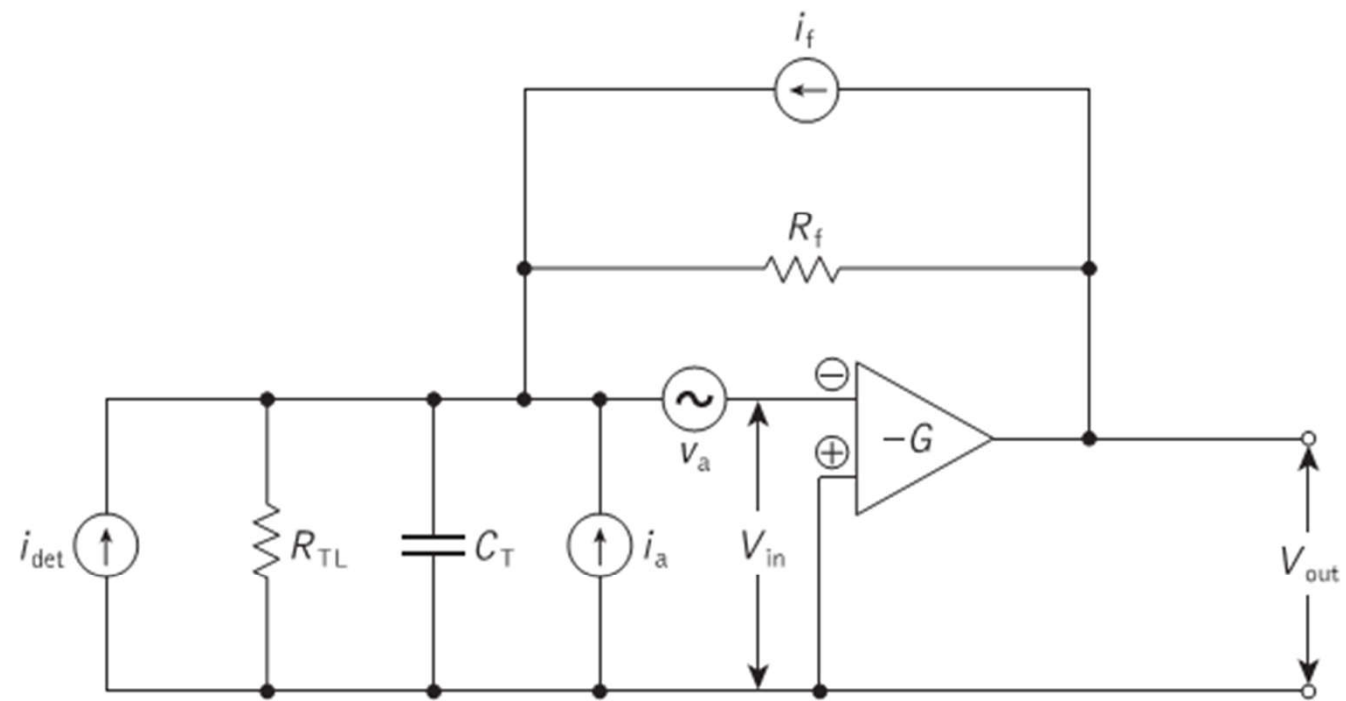 i_f
R_f
−G
v_a
i_det
R_TL
C_T
i_a
V_in
V_out